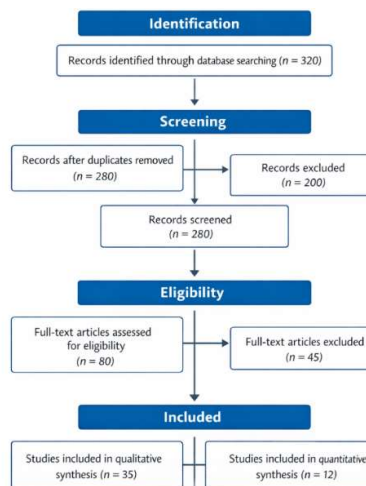 Identification
Records identified through database searching (n = 320)
Screening
Records after duplicates removed
(n = 280)
Records excluded
(n = 200)
Records screened
(n = 280)
Eligibility
Full-text articles assessed
for eligibility
(n = 80)
Full-text articles excluded
(n = 45)
Included
Studies included in qualitative
synthesis (n = 35)
Studies included in quantitative
synthesis (n = 12)